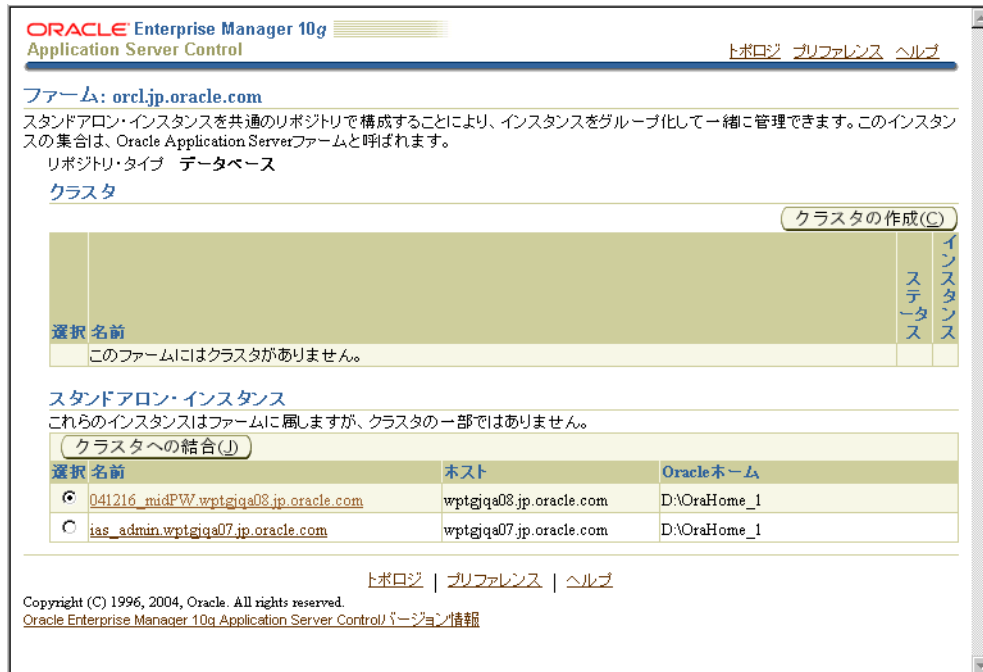 ORACLE Enterprise Manager 10g
Application Server Control
トポロジ プリファレンス ヘルプ
ファーム: orcl.jp.oracle.com
スタンドアロン・インスタンスを共通のリポジトリで構成することにより、インスタンスをグループ化して一緒に管理できます。このインスタン
スの集合は、Oracle Application Serverファームと呼ばれます。
リポジトリ・タイプ データベース
クラスタ
クラスタの作成(C)
選択 名前 ステータス インスタンス
このファームにはクラスタがありません。
スタンドアロン・インスタンス
これらのインスタンスはファームに属しますが、クラスタの一部ではありません。
クラスタへの結合(J)
選択 名前 ホスト Oracleホーム
041216_midPW.wptgjqa08.jp.oracle.com wptgjqa08.jp.oracle.com D:\OraHome_1
ias_admin.wptgjqa07.jp.oracle.com wptgjqa07.jp.oracle.com D:\OraHome_1
トポロジ | プリファレンス | ヘルプ
Copyright (C) 1996, 2004, Oracle. All rights reserved.
Oracle Enterprise Manager 10g Application Server Controlバージョン情報